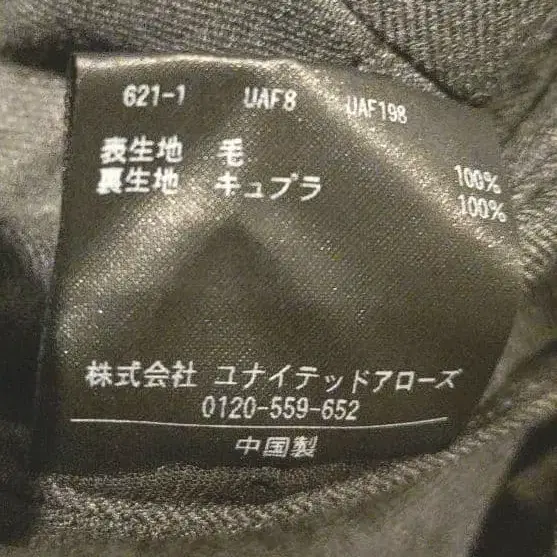 621-1 UAF8 UAF198
表生地 毛 100%
裏生地 キュプラ 100%
株式会社 ユナイテッドアローズ
0120-559-652
中国製